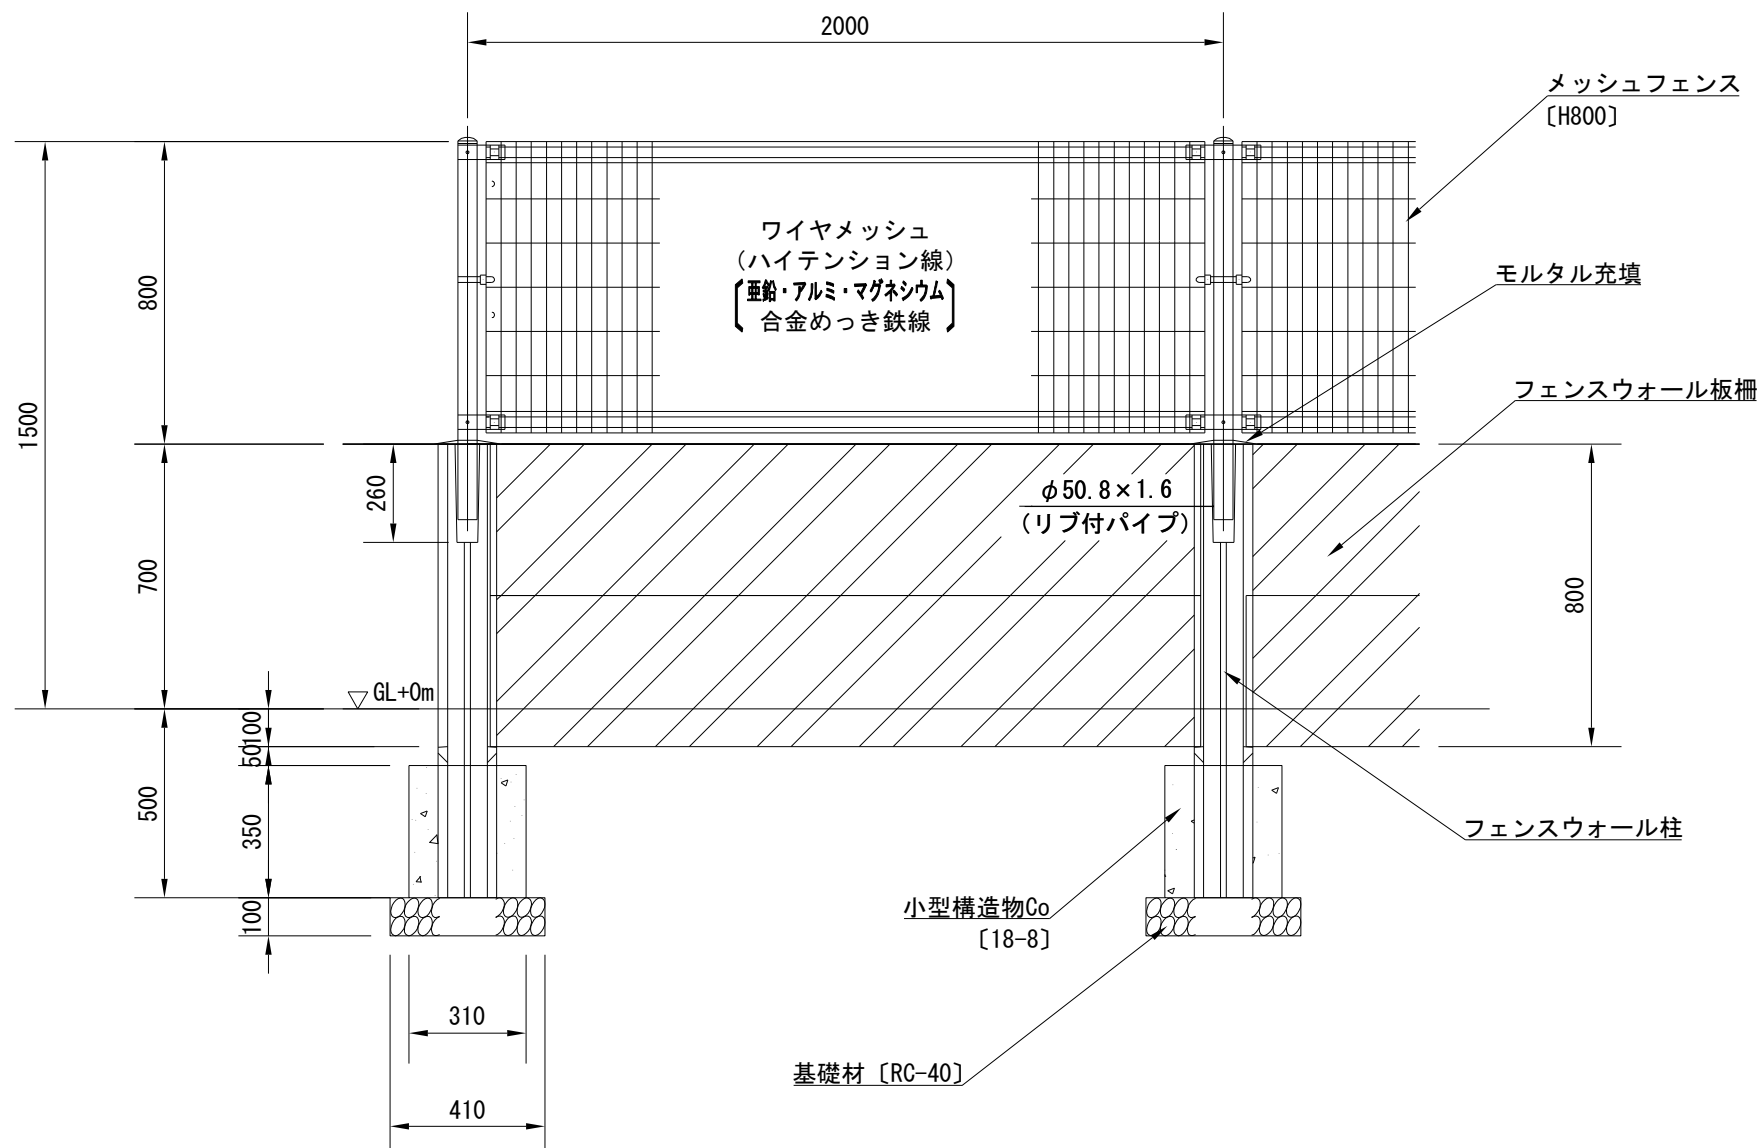 2000
メッシュフェンス
〔H800〕
ワイヤメッシュ
(ハイテンション線)
亜鉛・アルミ・マグネシウム
合金めっき鉄線
モルタル充填
フェンスウォール板柵
1500
800
260
φ50.8×1.6
(リブ付パイプ)
700
800
GL+0m
100
50
500
350
100
フェンスウォール柱
小型構造物Co
〔18-8〕
310
基礎材〔RC-40〕
410